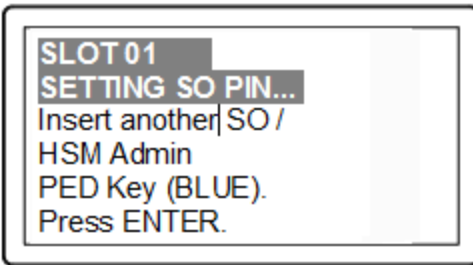 SLOT 01
SETTING SO PIN...
Insert another SO /
HSM Admin
PED Key (BLUE).
Press ENTER.